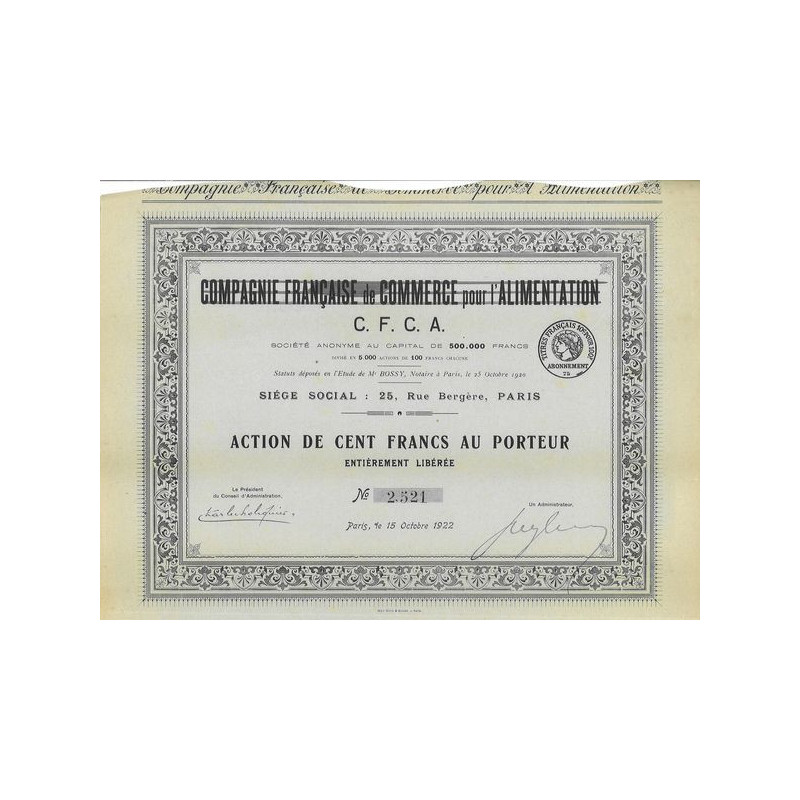 Compagnie Française de Commerce pour l'Alimentation
COMPAGNIE FRANÇAISE de COMMERCE pour l'ALIMENTATION
C. F. C. A.
SOCIÉTÉ ANONYME AU CAPITAL DE 500.000 FRANCS
DIVISÉ EN 5.000 ACTIONS DE 100 FRANCS CHACUNE
Statuts déposés en l'Etude de Me BOSSY, Notaire à Paris, le 25 Octobre 1920
TITRES FRANÇAIS
ABONNEMENT
75
SIÉGE SOCIAL : 25, Rue Bergère, PARIS
ACTION DE CENT FRANCS AU PORTEUR
ENTIÈREMENT LIBÉRÉE
Le Président
du Conseil d'Administration,
No 2.521
Un Administrateur,
Paris, le 15 Octobre 1922